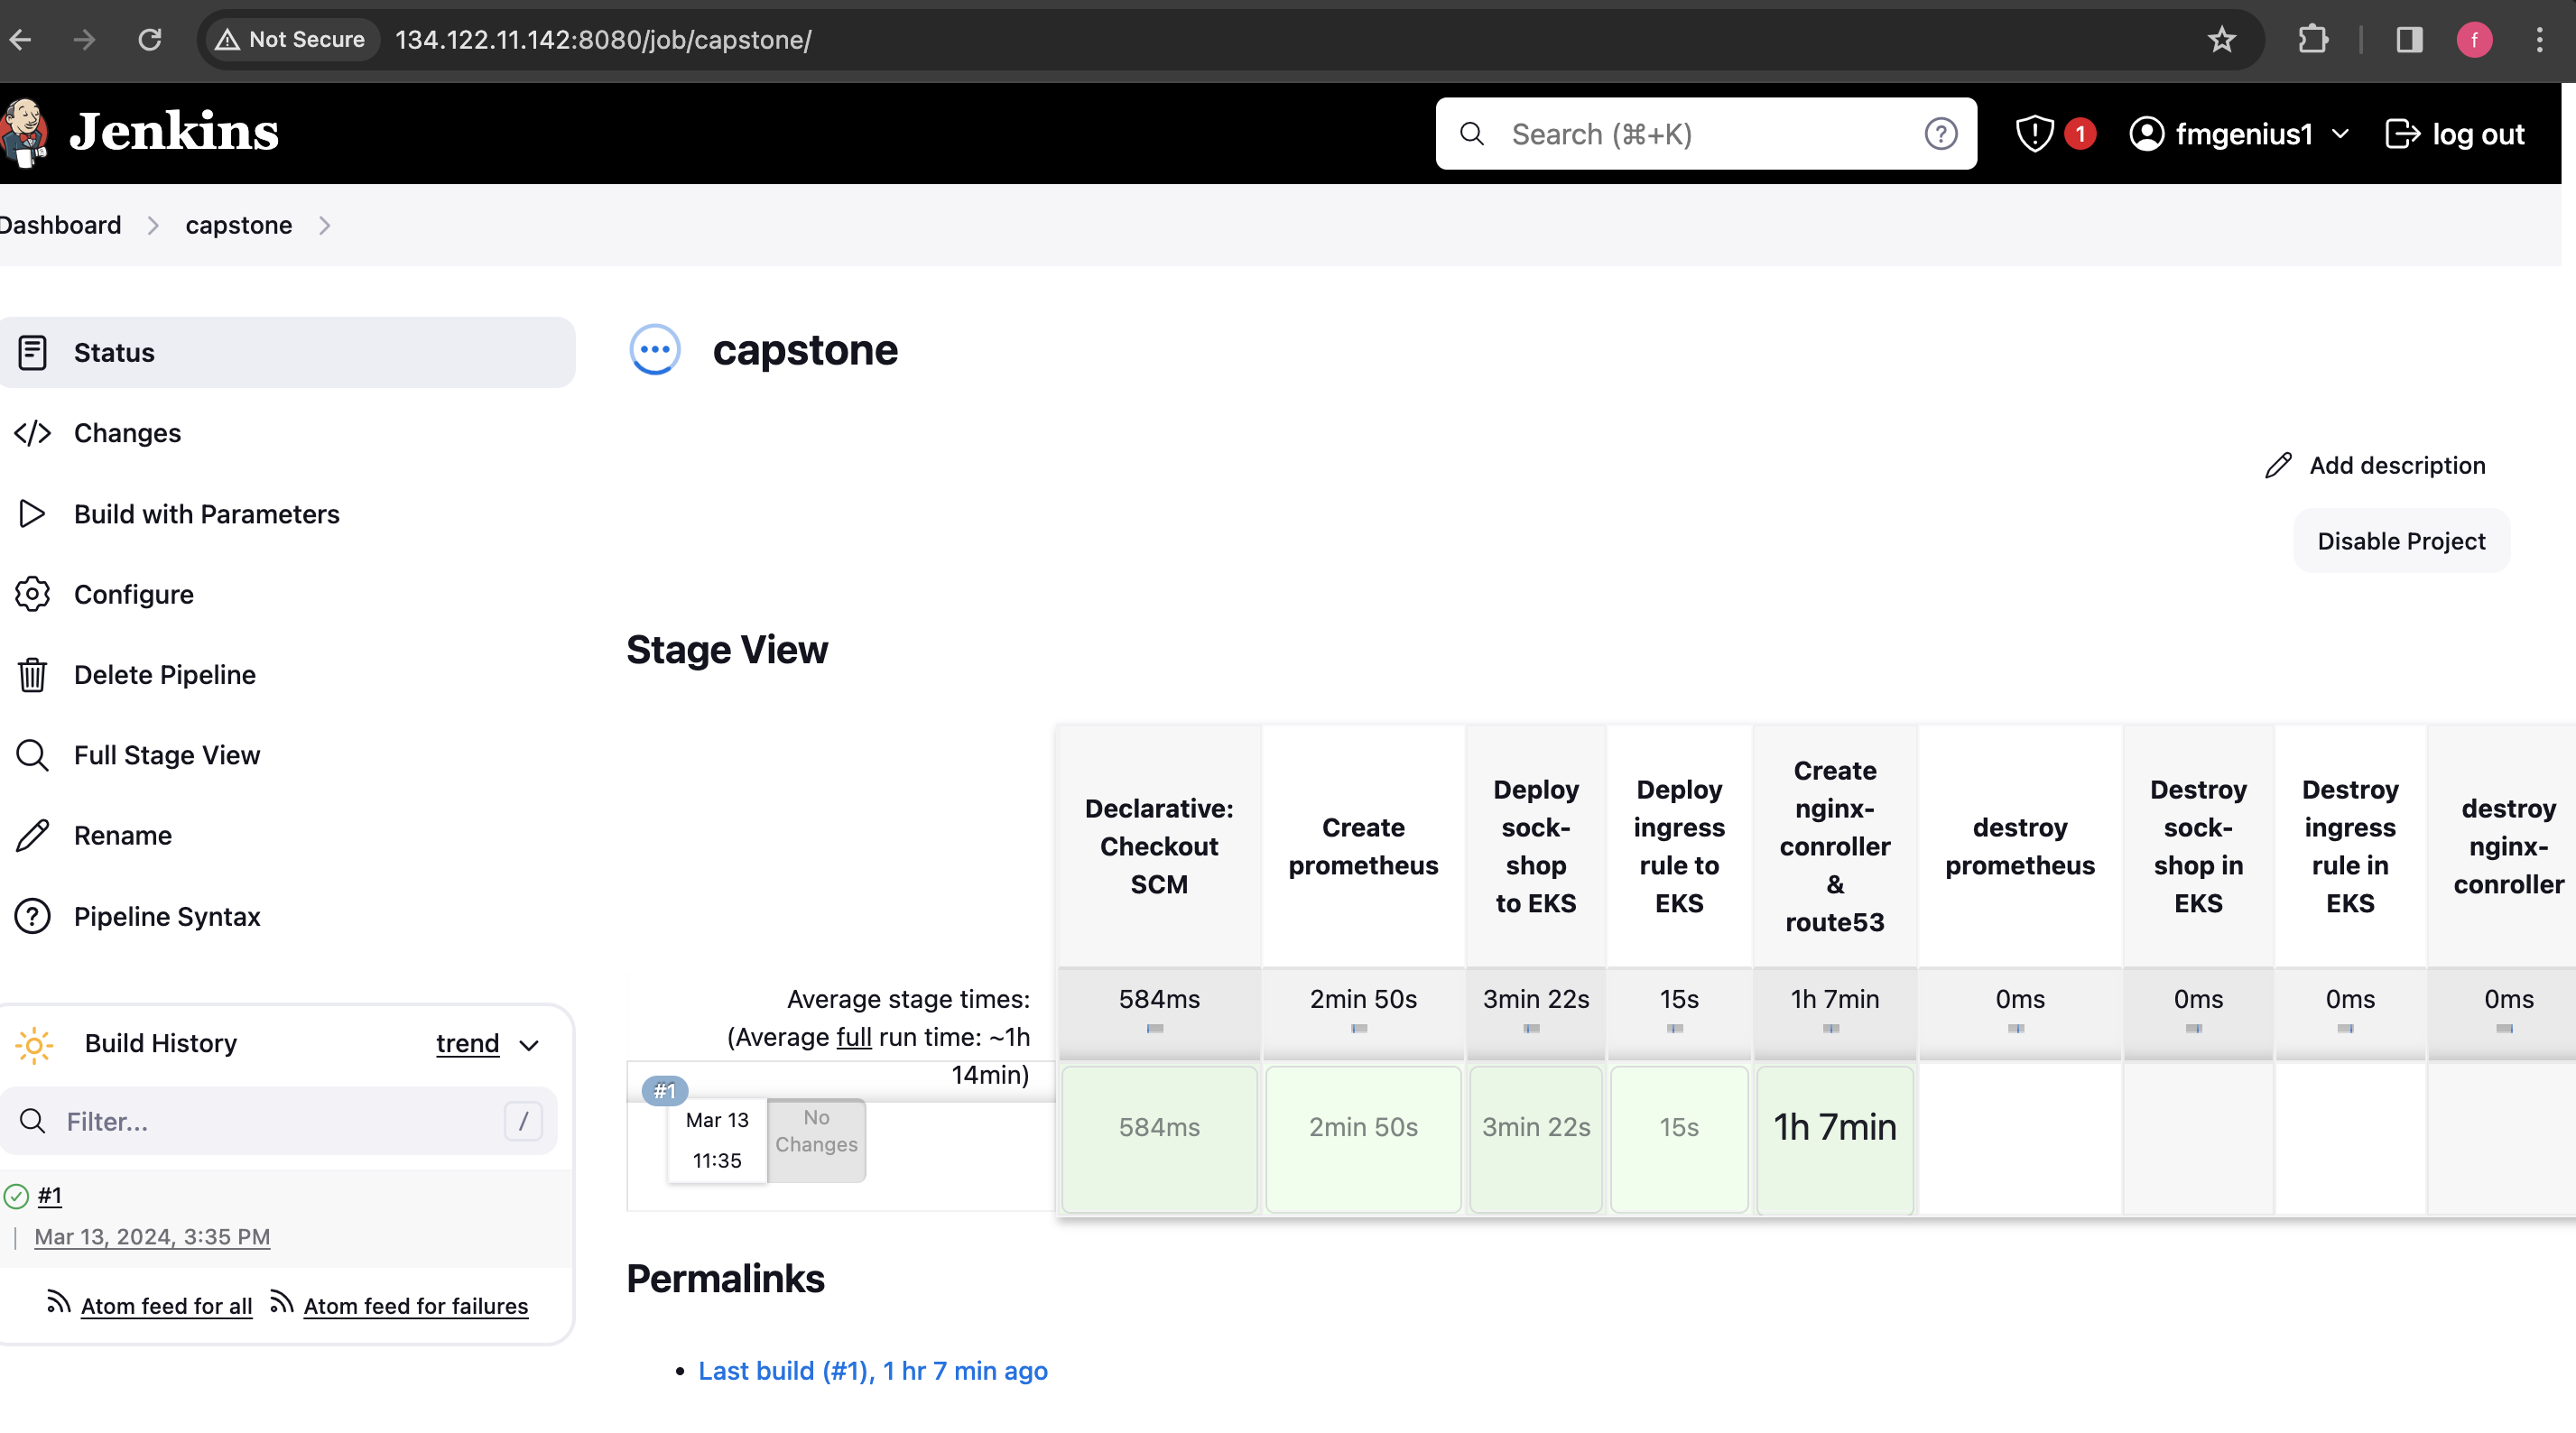 Not Secure
134.122.11.142:8080/job/capstone/
f
Jenkins
Search (⌘+K)
?
1
fmgenius1
log out
Dashboard
capstone
Status
Changes
Build with Parameters
Configure
Delete Pipeline
Full Stage View
Rename
Pipeline Syntax
Build History
trend
Filter...
/
#1
Mar 13, 2024, 3:35 PM
Atom feed for all
Atom feed for failures
capstone
Add description
Disable Project
Stage View
Declarative:
Checkout
SCM
Create
prometheus
Deploy
sock-
shop
to EKS
Deploy
ingress
rule to
EKS
Create
nginx-
conroller
&
route53
destroy
prometheus
Destroy
sock-
shop in
EKS
Destroy
ingress
rule in
EKS
destroy
nginx-
conroller
Average stage times:
(Average full run time: ~1h
14min)
584ms
2min 50s
3min 22s
15s
1h 7min
0ms
0ms
0ms
0ms
#1
Mar 13
11:35
No
Changes
584ms
2min 50s
3min 22s
15s
1h 7min
Permalinks
• Last build (#1), 1 hr 7 min ago